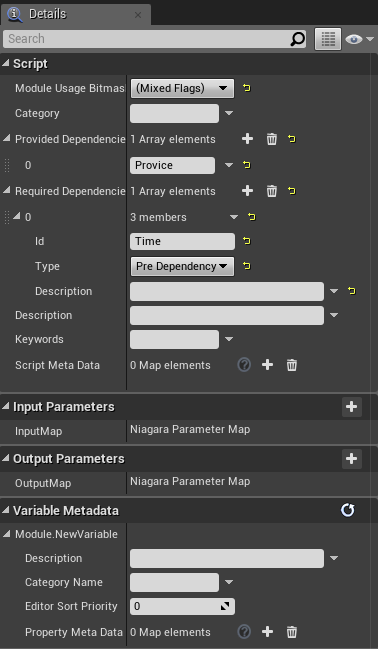 Details
Search
Script
Module Usage Bitmas (Mixed Flags)
Category
Provided Dependencie 1 Array elements
0 Provice
Required Dependencie 1 Array elements
0 3 members
Id Time
Type Pre Dependency
Description
Description
Keywords
Script Meta Data 0 Map elements ?
Input Parameters
InputMap Niagara Parameter Map
Output Parameters
OutputMap Niagara Parameter Map
Variable Metadata
Module.NewVariable
Description
Category Name
Editor Sort Priority 0
Property Meta Data 0 Map elements ?